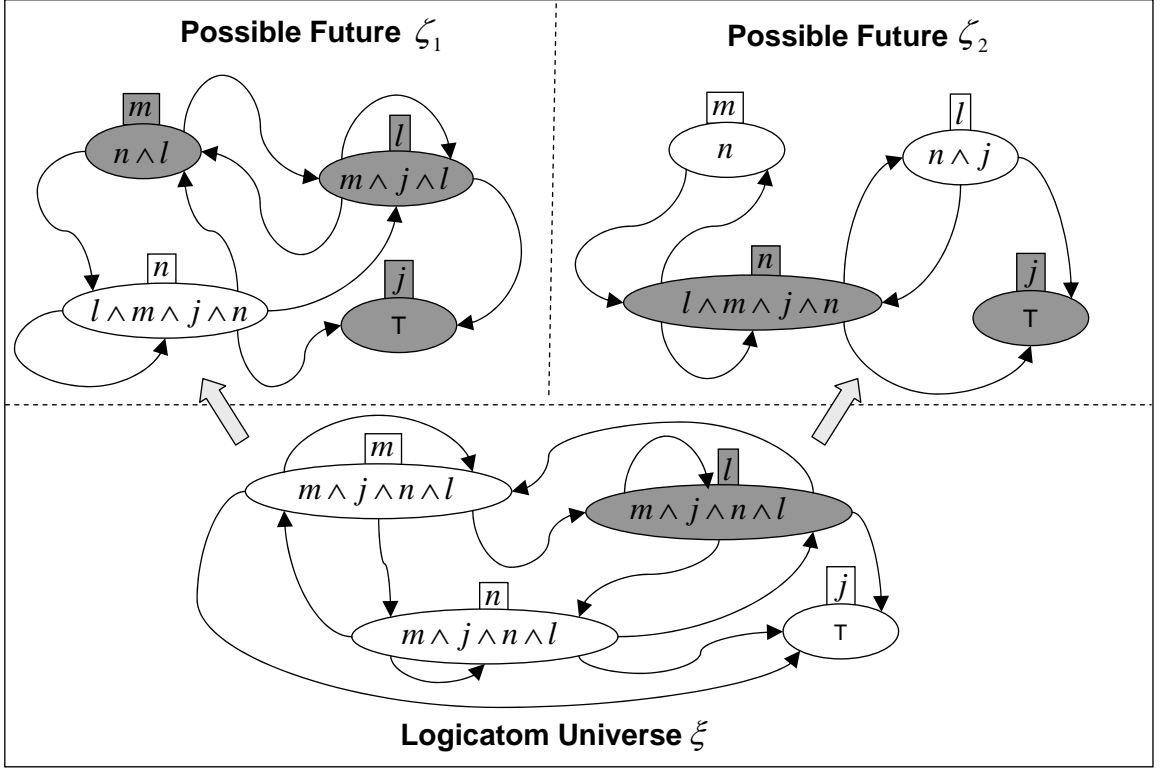 Possible Future ζ₁
m
n ∧ l
l
m ∧ j ∧ l
n
l ∧ m ∧ j ∧ n
j
T
Possible Future ζ₂
m
n
l
n ∧ j
n
l ∧ m ∧ j ∧ n
j
T
m
m ∧ j ∧ n ∧ l
l
m ∧ j ∧ n ∧ l
n
m ∧ j ∧ n ∧ l
j
T
Logicatom Universe ξ